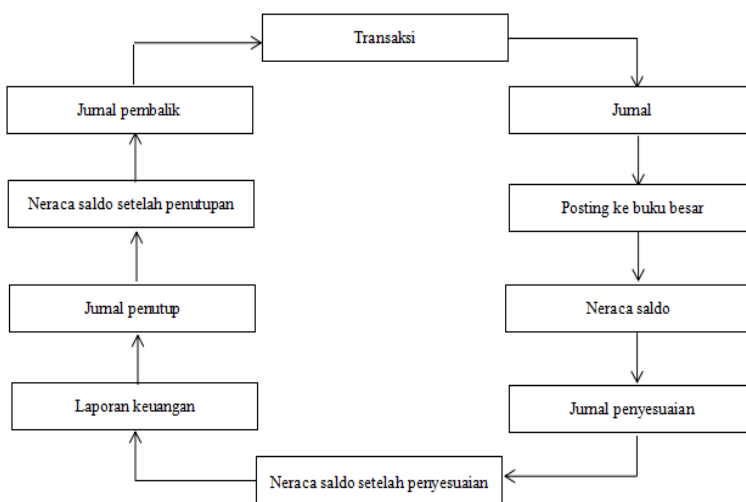 Transaksi
Jurnal
Posting ke buku besar
Neraca saldo
Jurnal penyesuaian
Neraca saldo setelah penyesuaian
Laporan keuangan
Jurnal penutup
Neraca saldo setelah penutupan
Jurnal pembalik